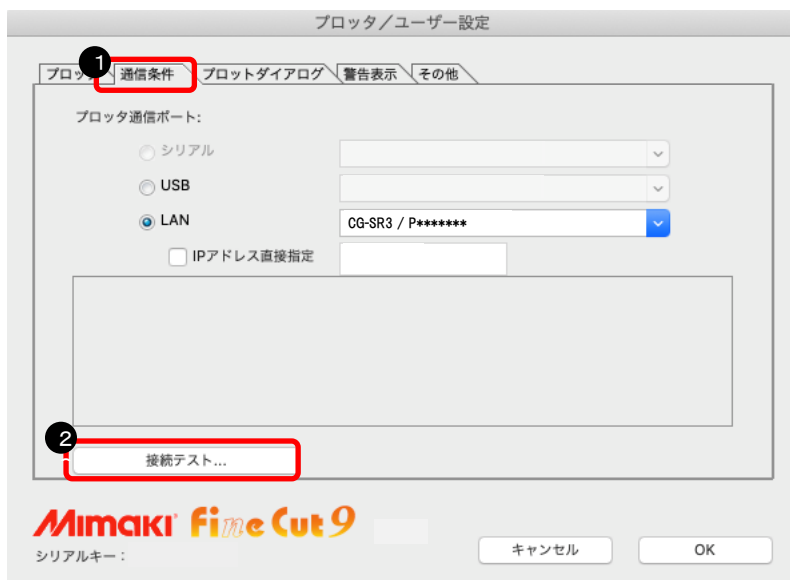 プロッタ／ユーザー設定
1
プロッ 通信条件 プロットダイアログ 警告表示 その他
プロッタ通信ポート:
シリアル
USB
LAN CG-SR3 / P*******
IPアドレス直接指定
2
接続テスト...
Mimaki Fine Cut 9
シリアルキー：
キャンセル OK